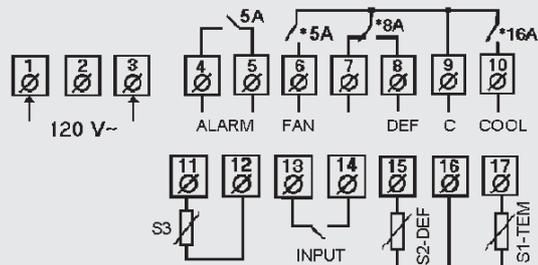 5A *5A *8A *16A
1 2 3 4 5 6 7 8 9 10
120 V~ ALARM FAN DEF C COOL
11 12 13 14 15 16 17
S3 INPUT S2-DEF S1-TEM